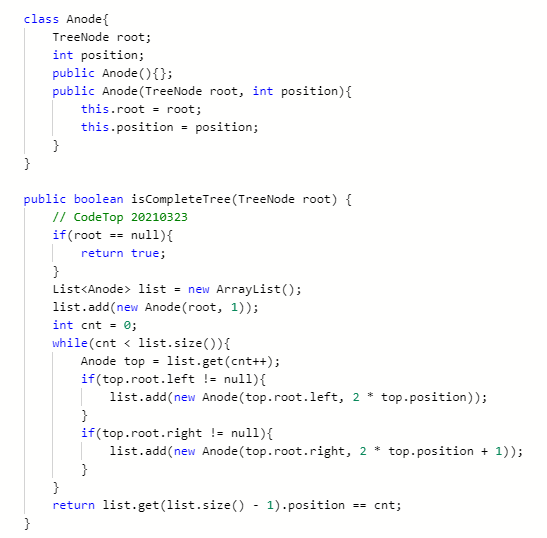 class Anode{
    TreeNode root;
    int position;
    public Anode(){};
    public Anode(TreeNode root, int position){
        this.root = root;
        this.position = position;
    }
}

public boolean isCompleteTree(TreeNode root) {
    // CodeTop 20210323
    if(root == null){
        return true;
    }
    List<Anode> list = new ArrayList();
    list.add(new Anode(root, 1));
    int cnt = 0;
    while(cnt < list.size()){
        Anode top = list.get(cnt++);
        if(top.root.left != null){
            list.add(new Anode(top.root.left, 2 * top.position));
        }
        if(top.root.right != null){
            list.add(new Anode(top.root.right, 2 * top.position + 1));
        }
    }
    return list.get(list.size() - 1).position == cnt;
}